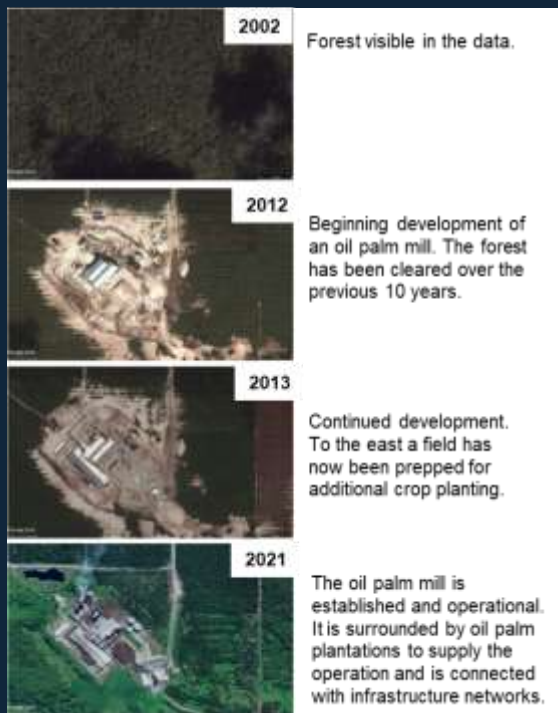 2002
Forest visible in the data.
2012
Beginning development of
an oil palm mill. The forest
has been cleared over the
previous 10 years.
2013
Continued development.
To the east a field has
now been prepped for
additional crop planting.
2021
The oil palm mill is
established and operational.
It is surrounded by oil palm
plantations to supply the
operation and is connected
with infrastructure networks.